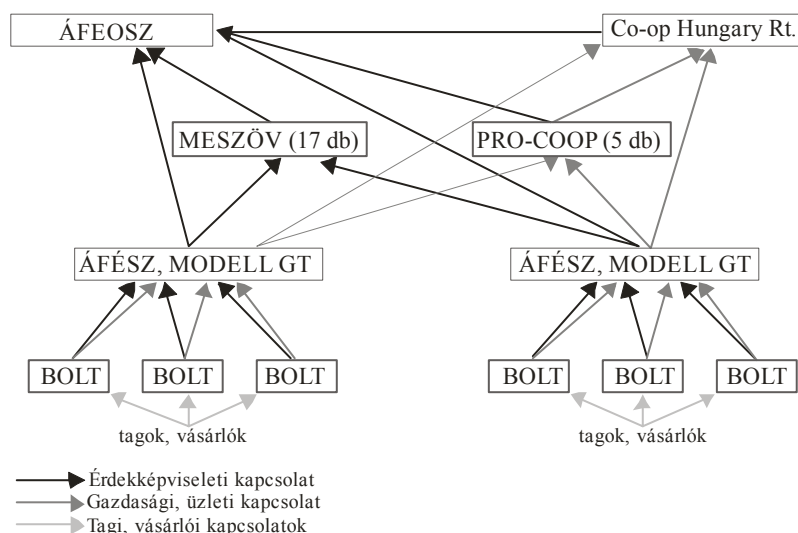 ÁFEOSZ
Co-op Hungary Rt.
MESZÖV (17 db)
PRO-COOP (5 db)
ÁFÉSZ, MODELL GT
ÁFÉSZ, MODELL GT
BOLT
BOLT
BOLT
BOLT
BOLT
BOLT
tagok, vásárlók
tagok, vásárlók
Érdekképviseleti kapcsolat
Gazdasági, üzleti kapcsolat
Tagi, vásárlói kapcsolatok